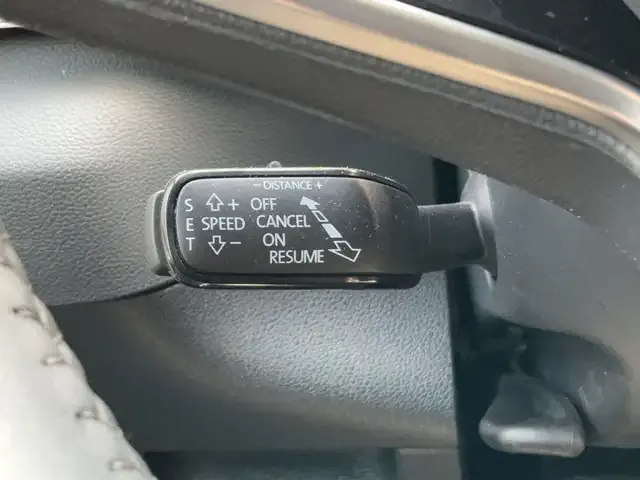 - DISTANCE +
S + OFF
E SPEED CANCEL
T - ON
RESUME